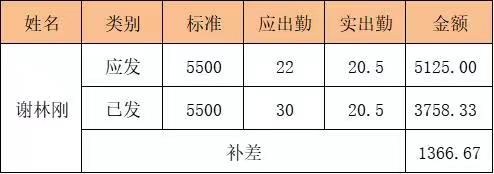 姓名 类别 标准 应出勤 实出勤 金额
应发 5500 22 20.5 5125.00
谢林刚
已发 5500 30 20.5 3758.33
补差 1366.67